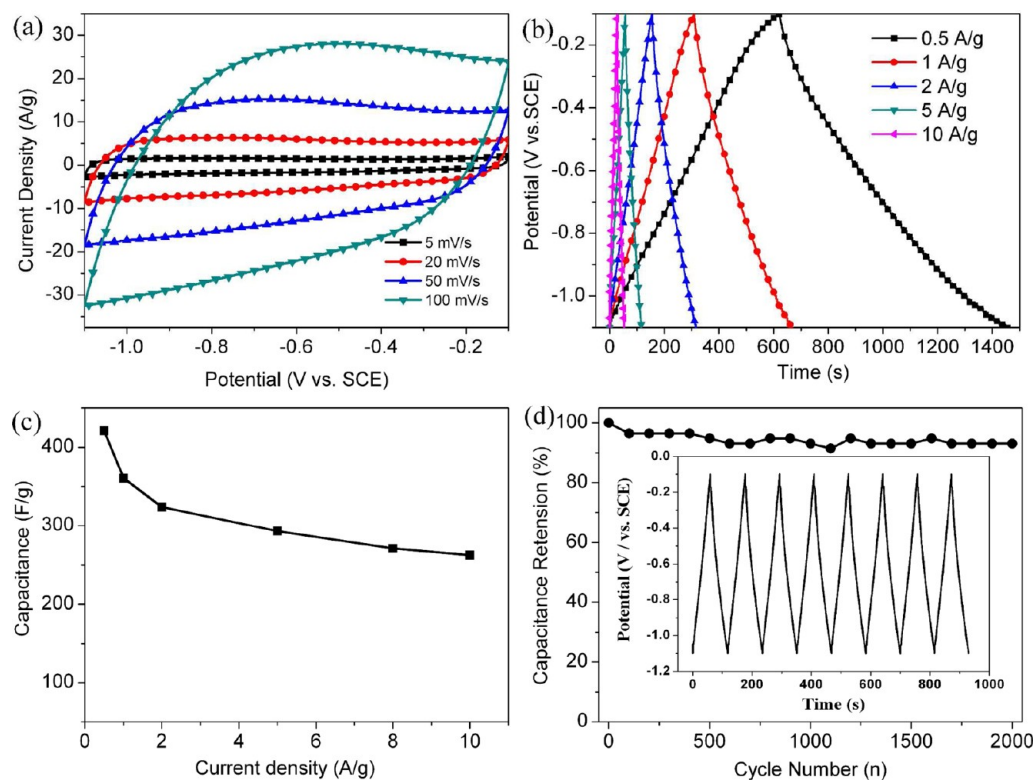 (a)
Current Density (A/g)
30
20
10
0
-10
-20
-30
5 mV/s
20 mV/s
50 mV/s
100 mV/s
-1.0 -0.8 -0.6 -0.4 -0.2
Potential (V vs. SCE)
(b)
Potential (V vs.SCE)
-0.2
-0.4
-0.6
-0.8
-1.0
0.5 A/g
1 A/g
2 A/g
5 A/g
10 A/g
0 200 400 600 800 1000 1200 1400
Time (s)
(c)
Capacitance (F/g)
400
300
200
100
0 2 4 6 8 10
Current density (A/g)
(d)
Capacitance Retension (%)
100
80
60
40
20
0
Potential (V / vs. SCE)
0.0
-0.2
-0.4
-0.6
-0.8
-1.0
-1.2
0 200 400 600 800 1000
Time (s)
0 500 1000 1500 2000
Cycle Number (n)